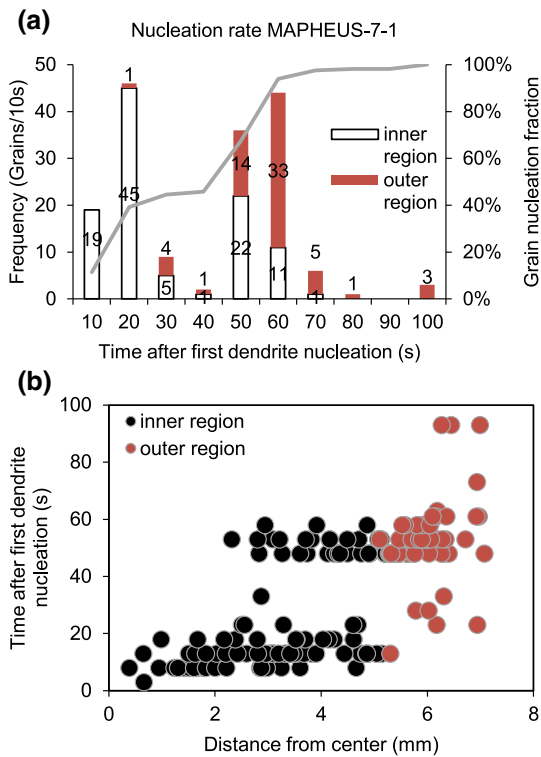 (a)
Nucleation rate MAPHEUS-7-1
Frequency (Grains/10s)
50
40
30
20
10
0
100%
80%
60%
40%
20%
0%
Grain nucleation fraction
inner
region
outer
region
19
1
45
4
5
1
1
14
22
33
11
5
1
1
3
10 20 30 40 50 60 70 80 90 100
Time after first dendrite nucleation (s)
(b)
Time after first dendrite
nucleation (s)
100
80
60
40
20
0
inner region
outer region
0 2 4 6 8
Distance from center (mm)